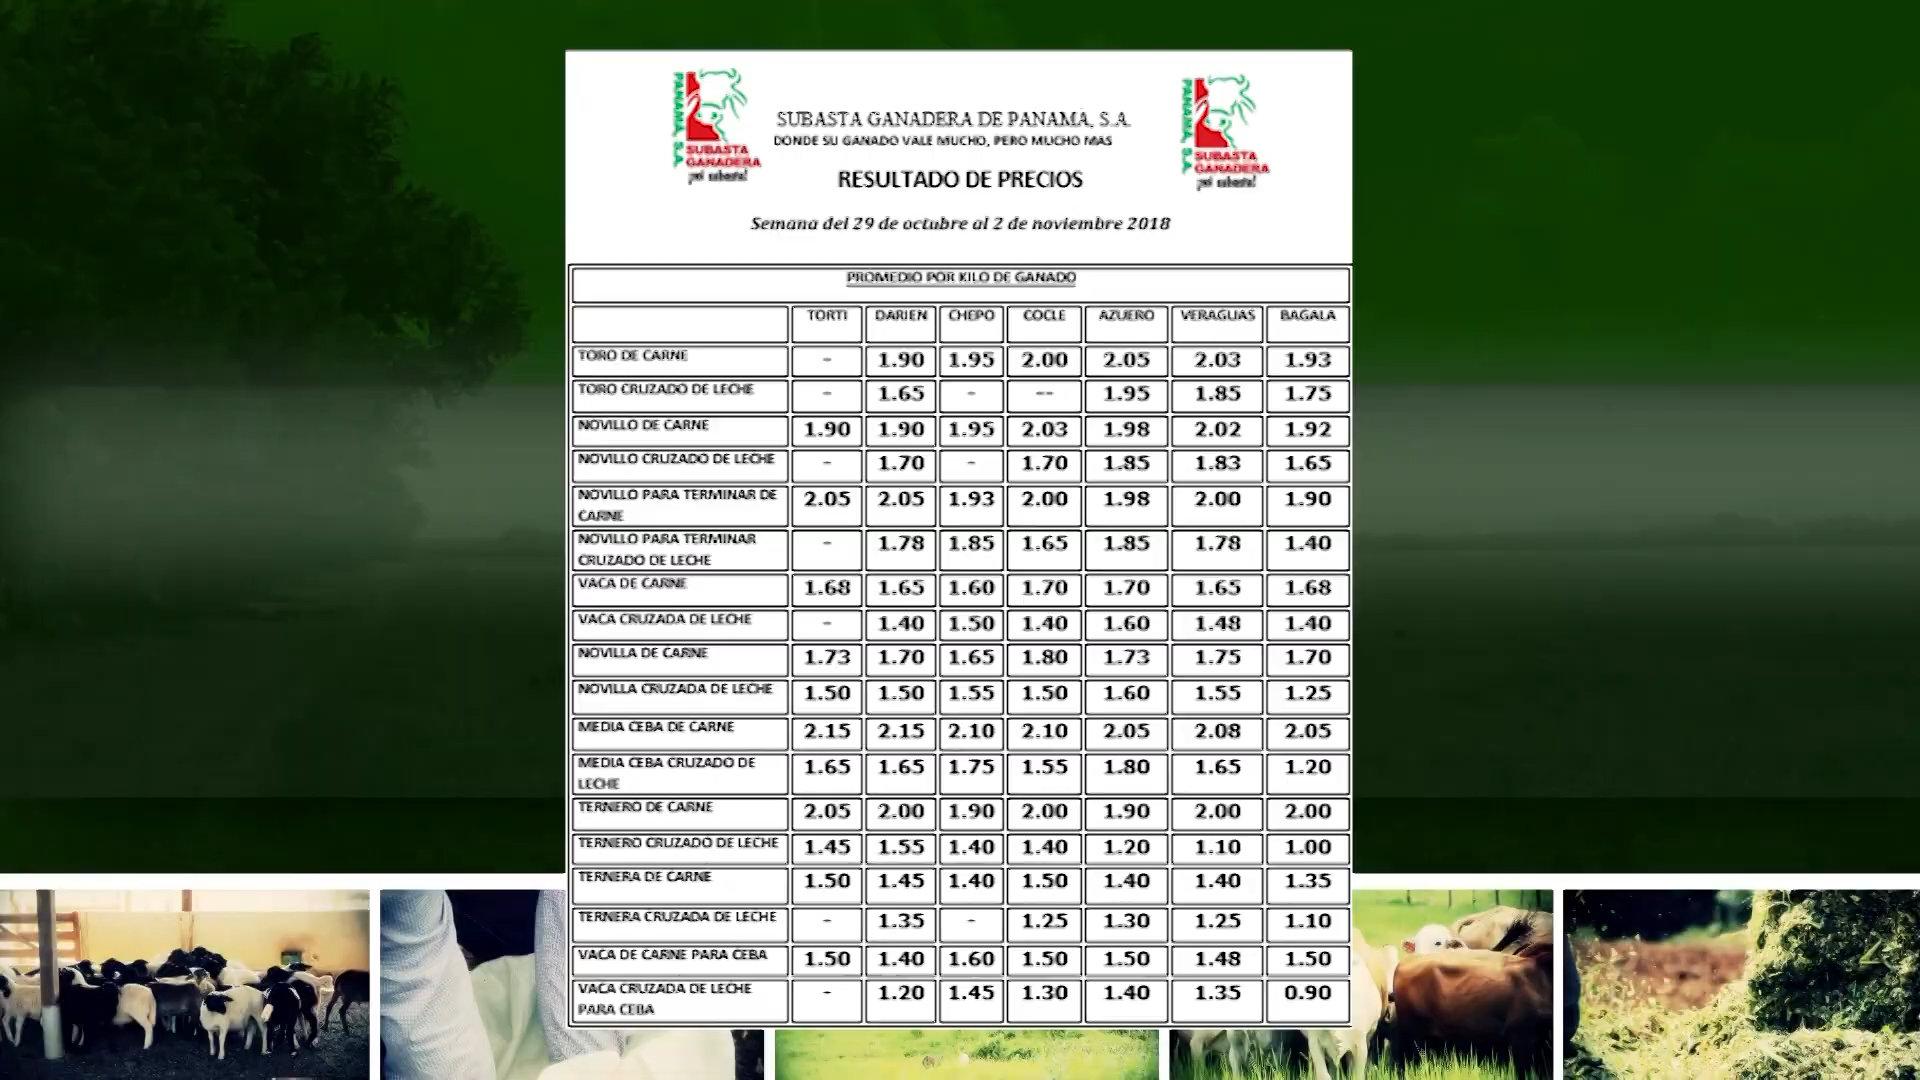 PANAMA, S.A.
SUBASTA
GANADERA
¡mi subasta!
SUBASTA GANADERA DE PANAMA, S.A.
DONDE SU GANADO VALE MUCHO, PERO MUCHO MAS
PANAMA, S.A.
SUBASTA
GANADERA
¡mi subasta!
RESULTADO DE PRECIOS
Semana del 29 de octubre al 2 de noviembre 2018
PROMEDIO POR KILO DE GANADO
TORTI DARIEN CHEPO COCLE AZUERO VERAGUAS BAGALA
TORO DE CARNE - 1.90 1.95 2.00 2.05 2.03 1.93
TORO CRUZADO DE LECHE - 1.65 - -- 1.95 1.85 1.75
NOVILLO DE CARNE 1.90 1.90 1.95 2.03 1.98 2.02 1.92
NOVILLO CRUZADO DE LECHE - 1.70 - 1.70 1.85 1.83 1.65
NOVILLO PARA TERMINAR DE 2.05 2.05 1.93 2.00 1.98 2.00 1.90
CARNE
NOVILLO PARA TERMINAR - 1.78 1.85 1.65 1.85 1.78 1.40
CRUZADO DE LECHE
VACA DE CARNE 1.68 1.65 1.60 1.70 1.70 1.65 1.68
VACA CRUZADA DE LECHE - 1.40 1.50 1.40 1.60 1.48 1.40
NOVILLA DE CARNE 1.73 1.70 1.65 1.80 1.73 1.75 1.70
NOVILLA CRUZADA DE LECHE 1.50 1.50 1.55 1.50 1.60 1.55 1.25
MEDIA CEBA DE CARNE 2.15 2.15 2.10 2.10 2.05 2.08 2.05
MEDIA CEBA CRUZADO DE 1.65 1.65 1.75 1.55 1.80 1.65 1.20
LECHE
TERNERO DE CARNE 2.05 2.00 1.90 2.00 1.90 2.00 2.00
TERNERO CRUZADO DE LECHE 1.45 1.55 1.40 1.40 1.20 1.10 1.00
TERNERA DE CARNE 1.50 1.45 1.40 1.50 1.40 1.40 1.35
TERNERA CRUZADA DE LECHE - 1.35 - 1.25 1.30 1.25 1.10
VACA DE CARNE PARA CEBA 1.50 1.40 1.60 1.50 1.50 1.48 1.50
VACA CRUZADA DE LECHE - 1.20 1.45 1.30 1.40 1.35 0.90
PARA CEBA